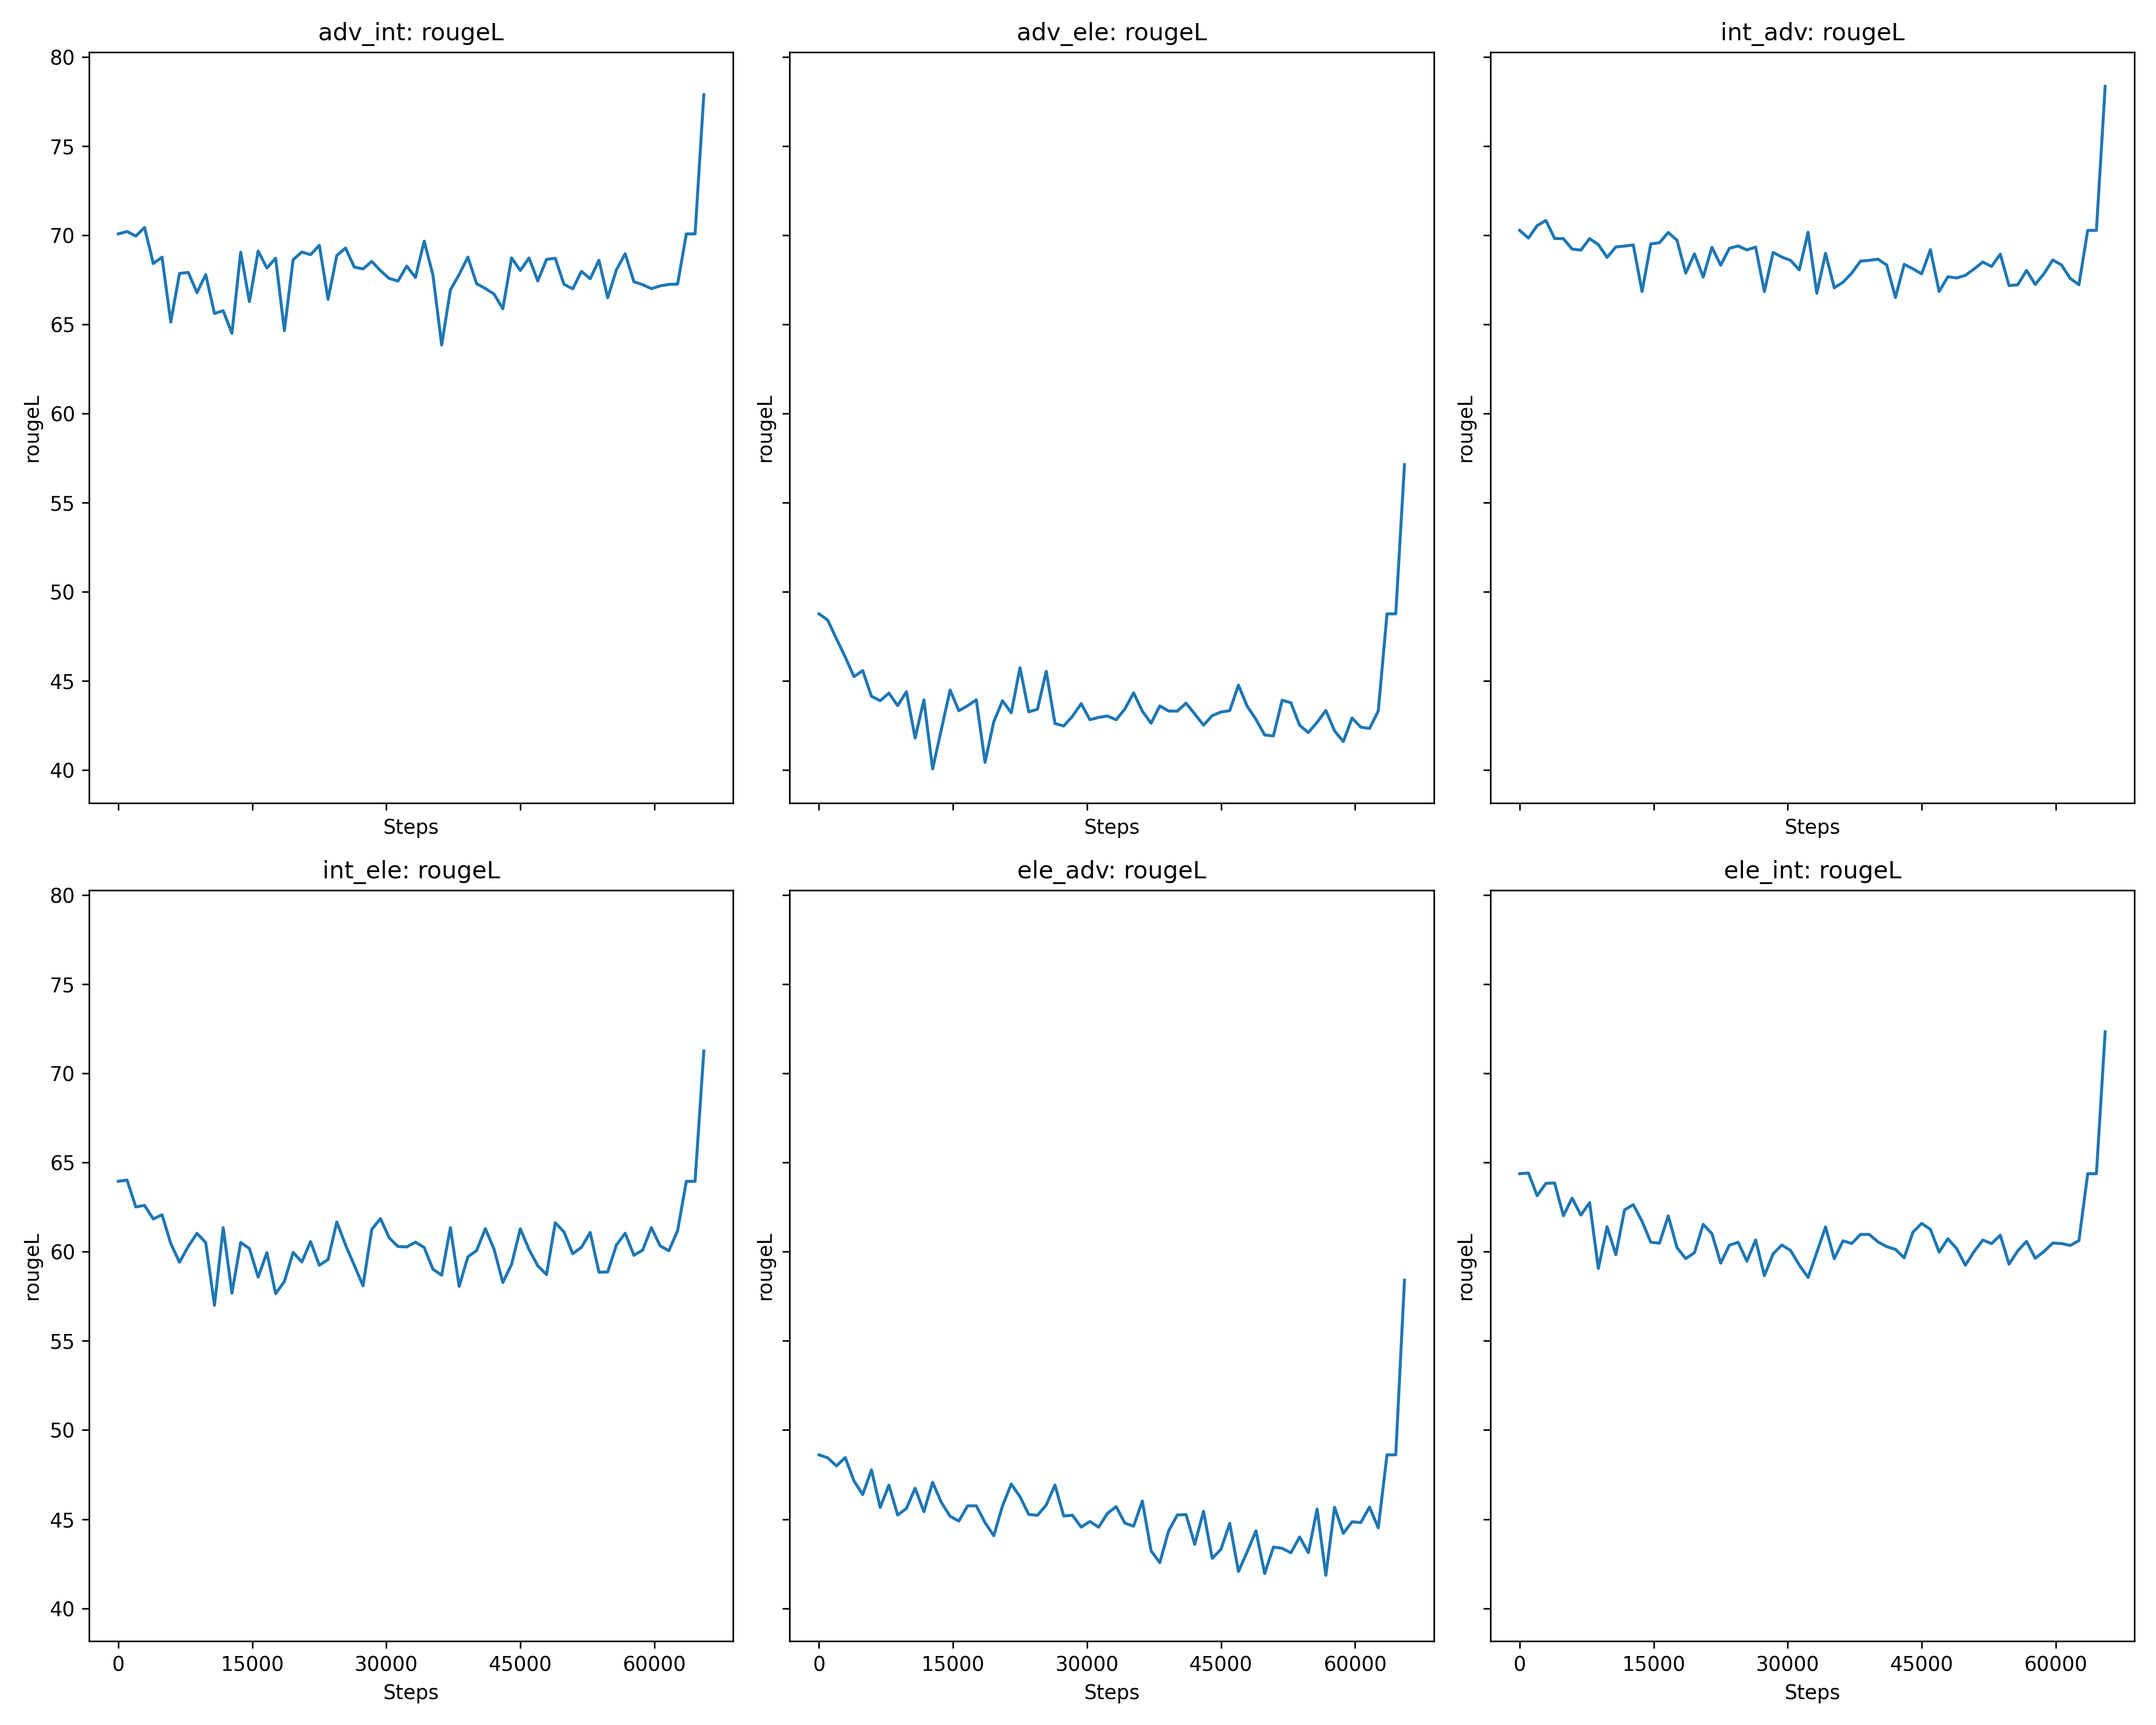 adv_int: rougeL
adv_ele: rougeL
int_adv: rougeL
80
75
70
65
60
55
50
45
40
rougeL
rougeL
rougeL
Steps
Steps
Steps
int_ele: rougeL
ele_adv: rougeL
ele_int: rougeL
80
75
70
65
60
55
50
45
40
rougeL
rougeL
rougeL
0 15000 30000 45000 60000
0 15000 30000 45000 60000
0 15000 30000 45000 60000
Steps
Steps
Steps